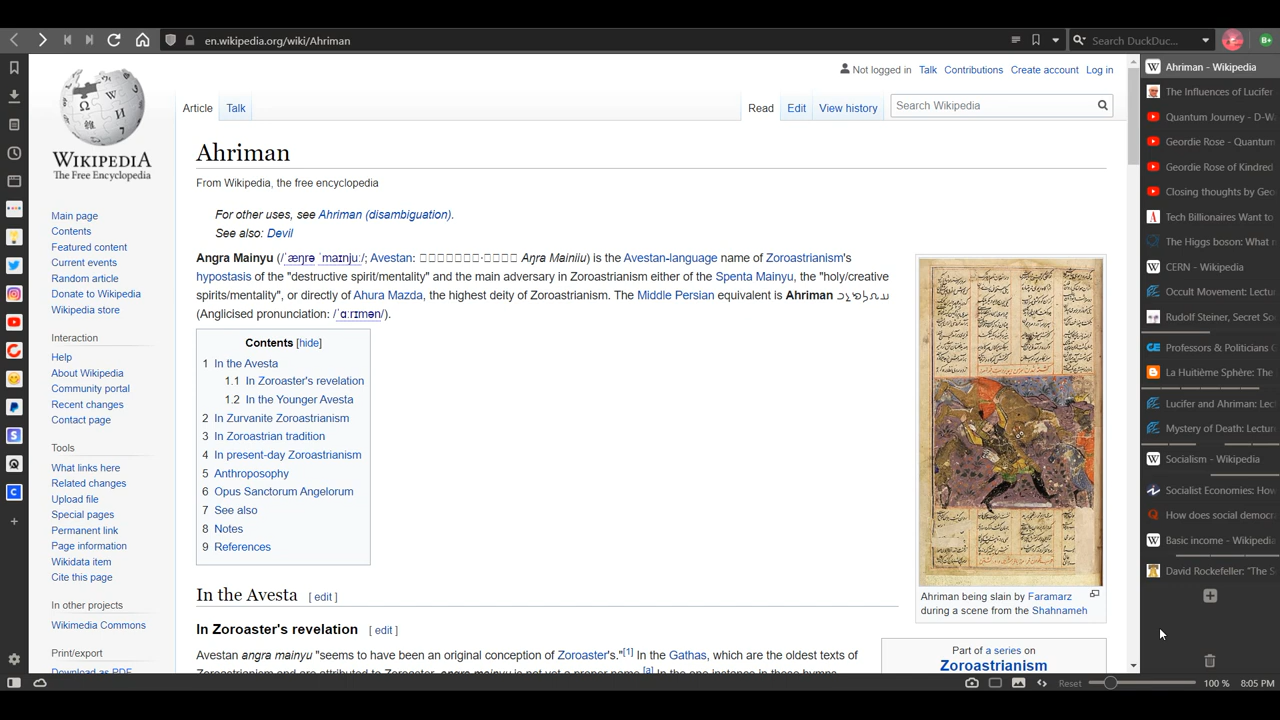 en.wikipedia.org/wiki/Ahriman
Search DuckDuc...
B+
Not logged in Talk Contributions Create account Log in
Article Talk
Read Edit View history
Search Wikipedia
WIKIPEDIA
The Free Encyclopedia
Main page
Contents
Featured content
Current events
Random article
Donate to Wikipedia
Wikipedia store
Interaction
Help
About Wikipedia
Community portal
Recent changes
Contact page
Tools
What links here
Related changes
Upload file
Special pages
Permanent link
Page information
Wikidata item
Cite this page
In other projects
Wikimedia Commons
Print/export
Download as PDF
Ahriman
From Wikipedia, the free encyclopedia
For other uses, see Ahriman (disambiguation).
See also: Devil
Angra Mainyu (/ˈæŋrə ˈmaɪnjuː/; Avestan: Aŋra Mainiiu) is the Avestan-language name of Zoroastrianism's
hypostasis of the "destructive spirit/mentality" and the main adversary in Zoroastrianism either of the Spenta Mainyu, the "holy/creative
spirits/mentality", or directly of Ahura Mazda, the highest deity of Zoroastrianism. The Middle Persian equivalent is Ahriman
(Anglicised pronunciation: /ˈɑːrɪmən/).
Contents [hide]
1 In the Avesta
1.1 In Zoroaster's revelation
1.2 In the Younger Avesta
2 In Zurvanite Zoroastrianism
3 In Zoroastrian tradition
4 In present-day Zoroastrianism
5 Anthroposophy
6 Opus Sanctorum Angelorum
7 See also
8 Notes
9 References
In the Avesta [ edit ]
In Zoroaster's revelation [ edit ]
Avestan angra mainyu "seems to have been an original conception of Zoroaster's."[1] In the Gathas, which are the oldest texts of
Ahriman being slain by Faramarz
during a scene from the Shahnameh
Part of a series on
Zoroastrianism
Ahriman - Wikipedia
The Influences of Lucifer
Quantum Journey - D-W
Geordie Rose - Quantum
Geordie Rose of Kindred
Closing thoughts by Geo
Tech Billionaires Want to
The Higgs boson: What
CERN - Wikipedia
Occult Movement: Lectu
Rudolf Steiner, Secret So
Professors & Politicians
La Huitième Sphère: The
Lucifer and Ahriman: Lec
Mystery of Death: Lectur
Socialism - Wikipedia
Socialist Economies: How
How does social democr
Basic income - Wikipedia
David Rockefeller: "The S
Reset
100 %
8:05 PM